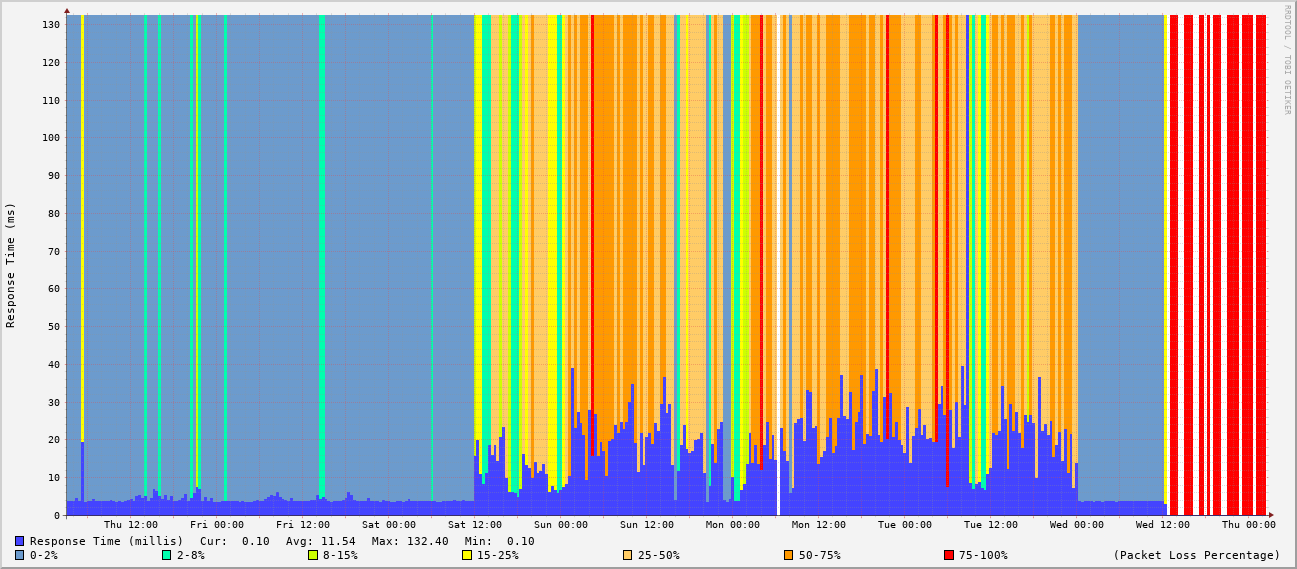 RRDTOOL / TOBI OETIKER
Response Time (ms)
130
120
110
100
90
80
70
60
50
40
30
20
10
0
Thu 12:00 Fri 00:00 Fri 12:00 Sat 00:00 Sat 12:00 Sun 00:00 Sun 12:00 Mon 00:00 Mon 12:00 Tue 00:00 Tue 12:00 Wed 00:00 Wed 12:00 Thu 00:00
Response Time (millis) Cur: 0.10 Avg: 11.54 Max: 132.40 Min: 0.10
0-2% 2-8% 8-15% 15-25% 25-50% 50-75% 75-100% (Packet Loss Percentage)